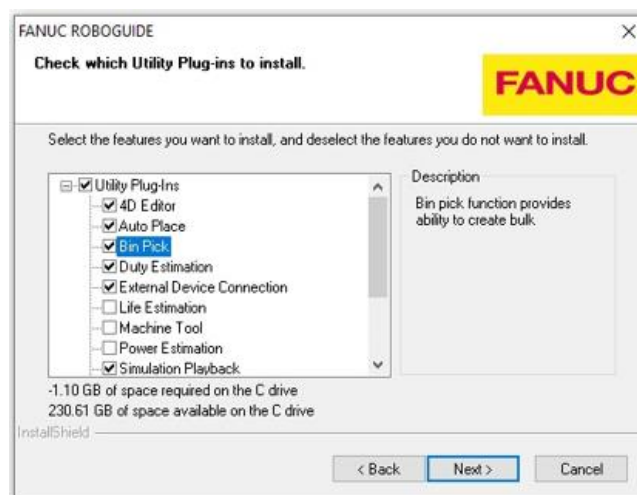 FANUC ROBOGUIDE
Check which Utility Plug-ins to install.
FANUC
Select the features you want to install, and deselect the features you do not want to install.
Utility Plug-Ins
4D Editor
Auto Place
Bin Pick
Duty Estimation
External Device Connection
Life Estimation
Machine Tool
Power Estimation
Simulation Playback
Description
Bin pick function provides
ability to create bulk
-1.10 GB of space required on the C drive
230.61 GB of space available on the C drive
InstallShield
< Back
Next >
Cancel